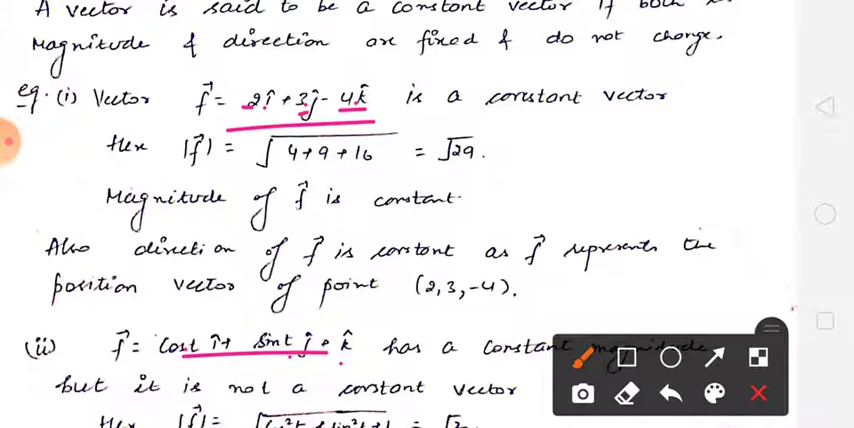 A vector is said to be a constant vector if both
Magnitude & direction are fixed & do not change.
eg. (i) Vector f⃗ = 2î + 3ĵ - 4k̂ is a constant vector
Here |f⃗| = √4+9+16 = √29.
Magnitude of f⃗ is constant.
Also direction of f⃗ is constant as f⃗ represents the
position vector of point (2,3,-4).
(ii) f⃗ = cost î + sint ĵ + k̂ has a constant magnitude
but it is not a constant vector
Here |f⃗| =